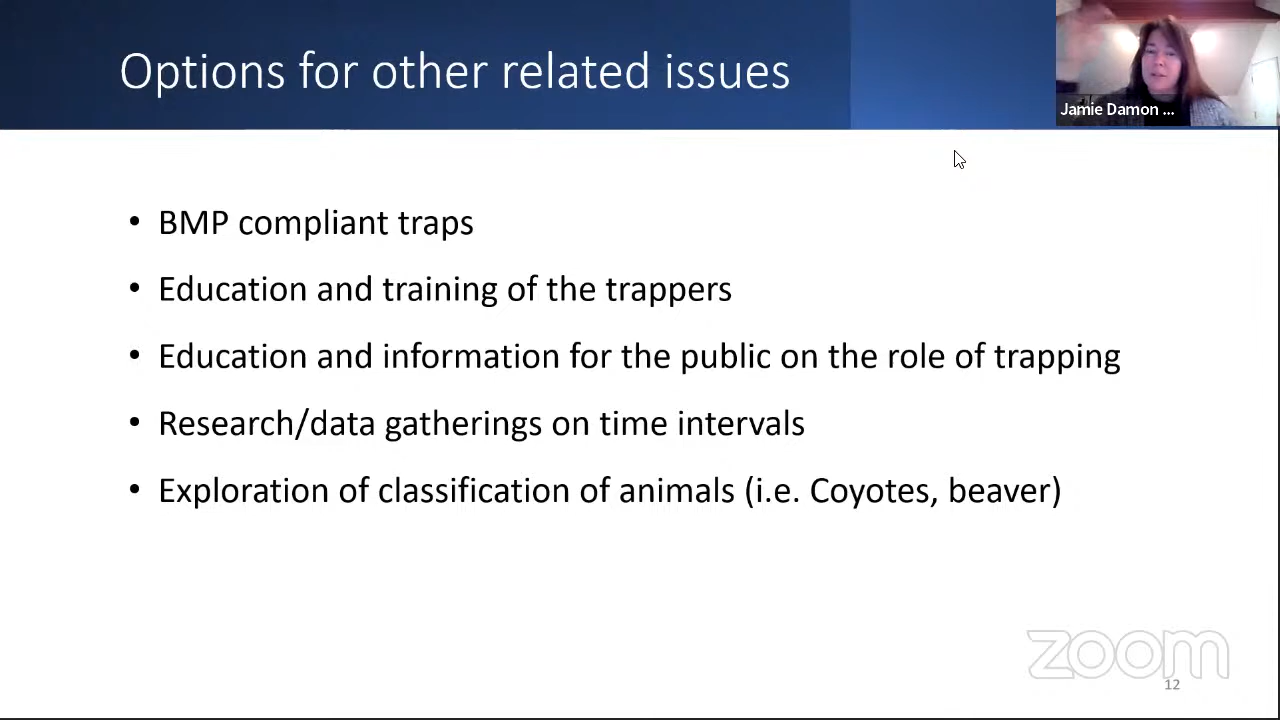 Options for other related issues
Jamie Damon ...
• BMP compliant traps
• Education and training of the trappers
• Education and information for the public on the role of trapping
• Research/data gatherings on time intervals
• Exploration of classification of animals (i.e. Coyotes, beaver)
zoom
12